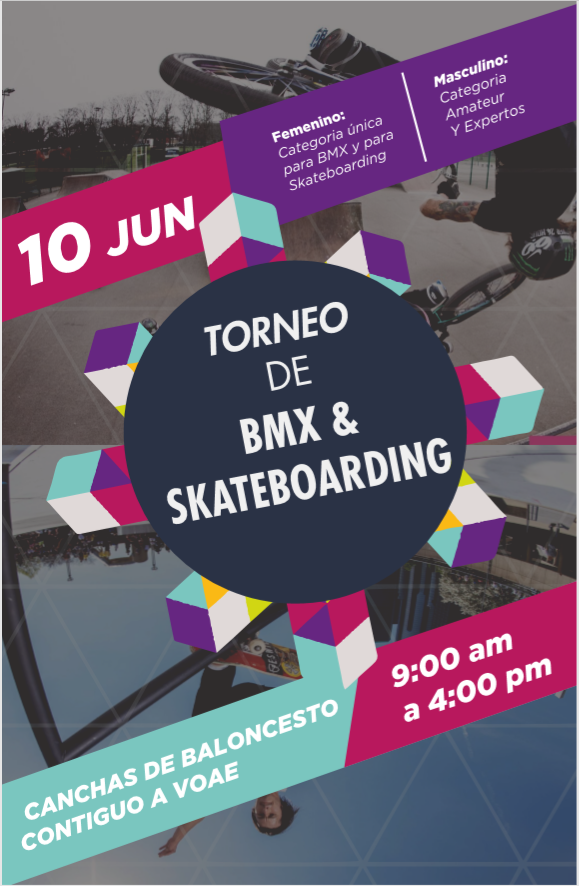 Femenino:
Categoria única
para BMX y para
Skateboarding
Masculino:
Categoria
Amateur
Y Expertos
10 JUN
TORNEO
DE
BMX &
SKATEBOARDING
9:00 am
a 4:00 pm
CANCHAS DE BALONCESTO
CONTIGUO A VOAE